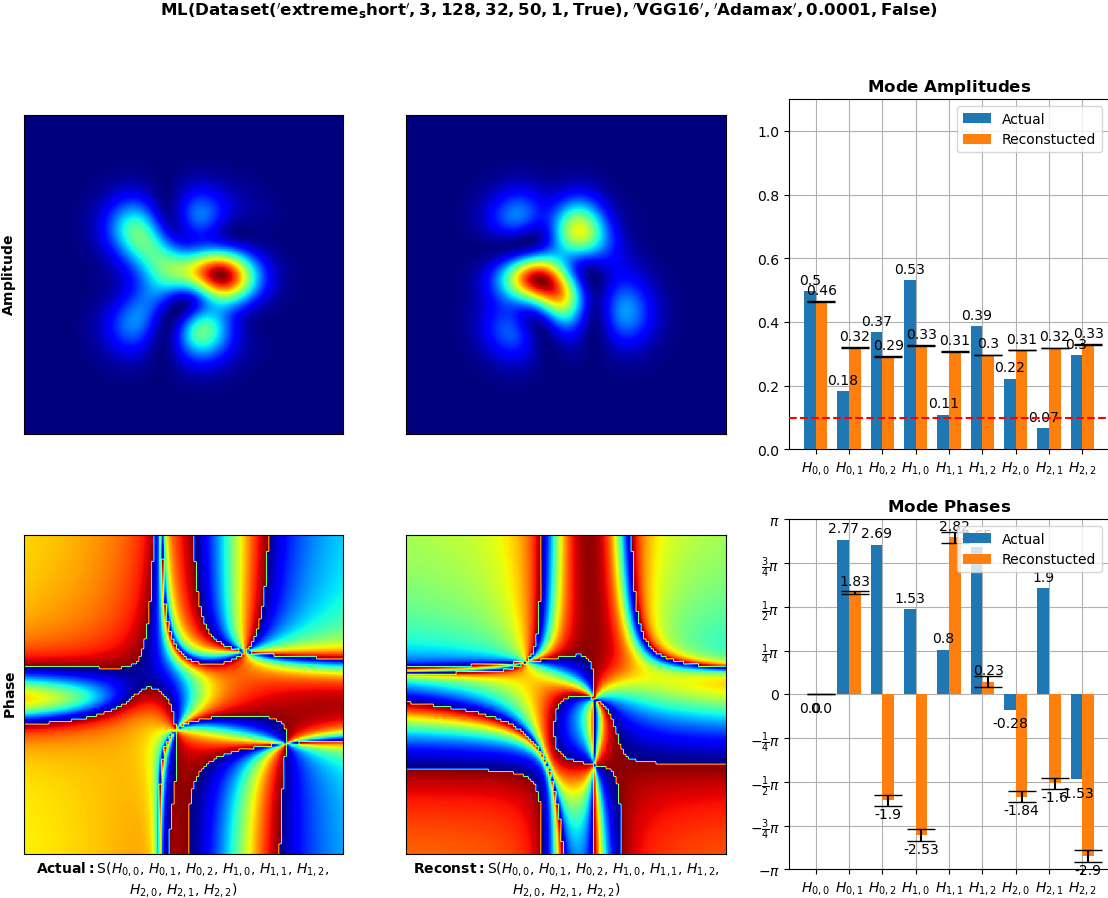 ML(Dataset('extreme_short', 3, 128, 32, 50, 1, True), 'VGG16', 'Adamax', 0.0001, False)
Amplitude
Mode Amplitudes
Actual
Reconstucted
1.0
0.8
0.6
0.4
0.2
0.0
0.5
0.46
0.18
0.32
0.37
0.29
0.53
0.33
0.11
0.31
0.39
0.3
0.22
0.31
0.07
0.32
0.3
0.33
H0,0 H0,1 H0,2 H1,0 H1,1 H1,2 H2,0 H2,1 H2,2
Phase
Actual: S(H0,0, H0,1, H0,2, H1,0, H1,1, H1,2,
H2,0, H2,1, H2,2)
Reconst: S(H0,0, H0,1, H0,2, H1,0, H1,1, H1,2,
H2,0, H2,1, H2,2)
Mode Phases
Actual
Reconstucted
π
3/4π
1/2π
1/4π
0
−1/4π
−1/2π
−3/4π
−π
0.0
0.0
2.77
1.83
2.69
-1.9
1.53
-2.53
0.8
2.82
0.23
-0.28
-1.84
1.9
-1.6
-1.53
-2.9
H0,0 H0,1 H0,2 H1,0 H1,1 H1,2 H2,0 H2,1 H2,2